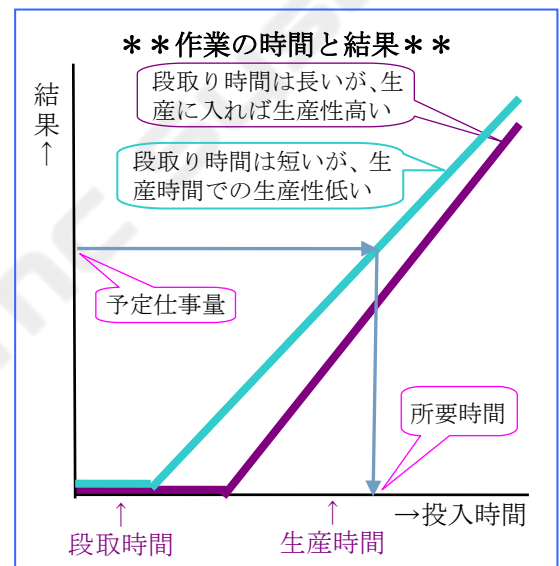 ＊＊作業の時間と結果＊＊
結果↑
段取り時間は長いが、生
産に入れば生産性高い
段取り時間は短いが、生
産時間での生産性低い
予定仕事量
所要時間
→投入時間
↑
段取時間
↑
生産時間